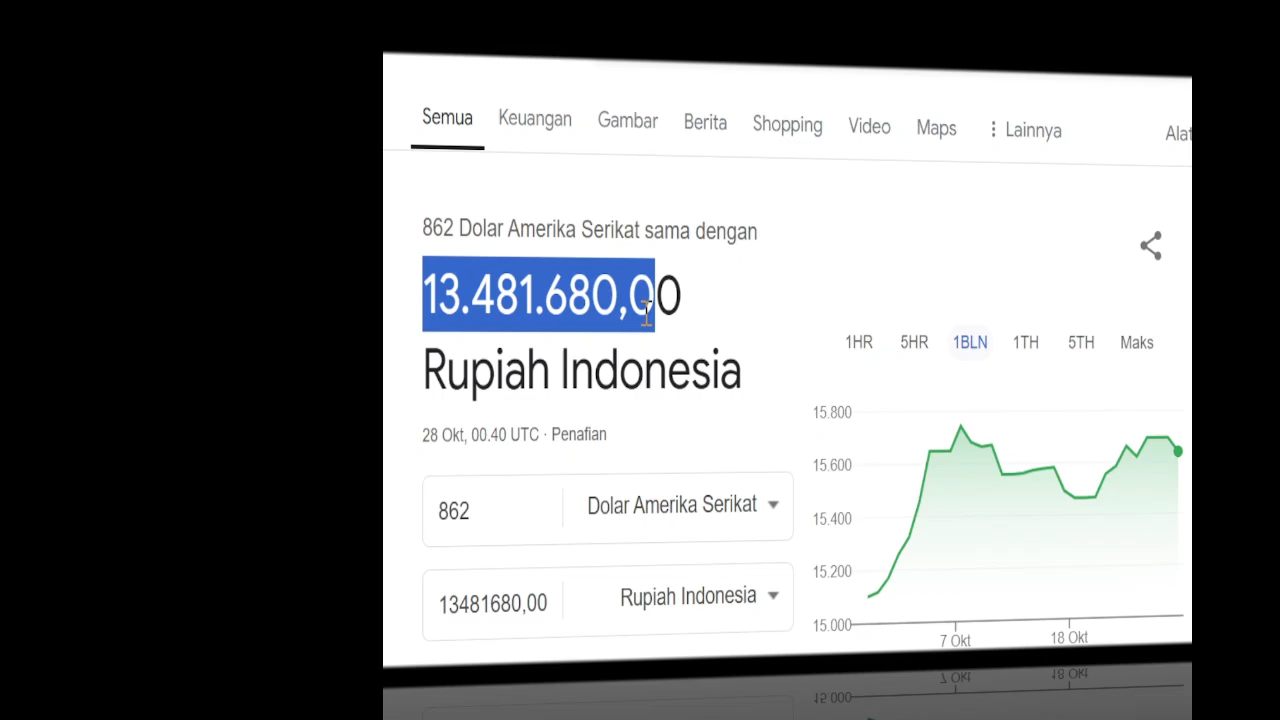 Semua Keuangan Gambar Berita Shopping Video Maps Lainnya Alat
862 Dolar Amerika Serikat sama dengan
13.481.680,00
Rupiah Indonesia
28 Okt, 00.40 UTC · Penafian
862 Dolar Amerika Serikat
13481680,00 Rupiah Indonesia
1HR 5HR 1BLN 1TH 5TH Maks
15.800
15.600
15.400
15.200
15.000
7 Okt 18 Okt